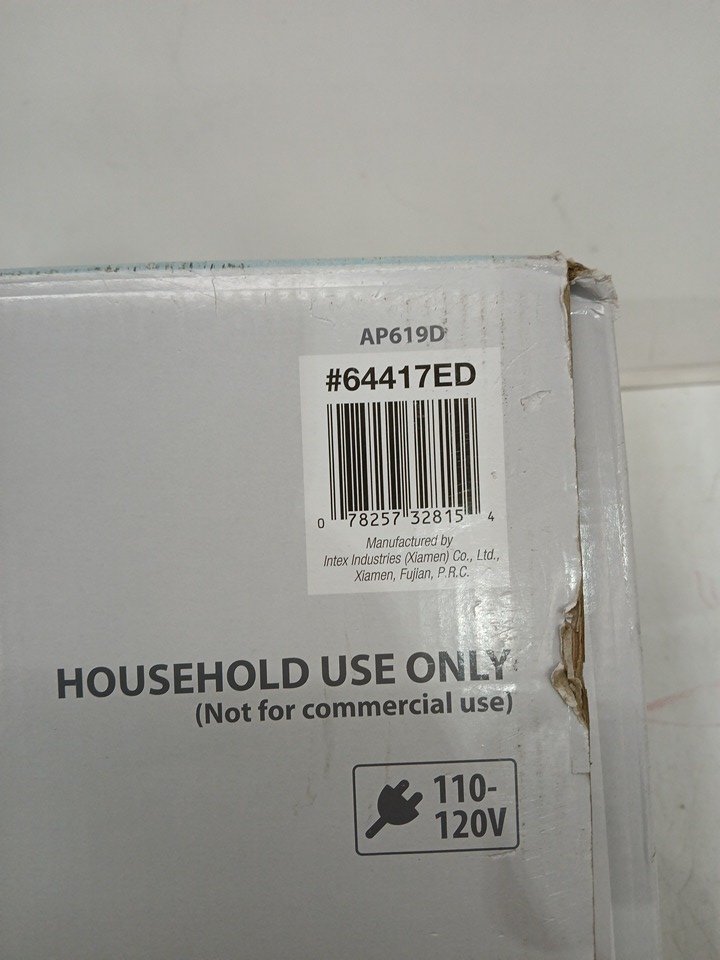 AP619D
#64417ED
0 78257 32815 4
Manufactured by
Intex Industries (Xiamen) Co., Ltd.,
Xiamen, Fujian, P.R.C.
HOUSEHOLD USE ONLY
(Not for commercial use)
110-
120V